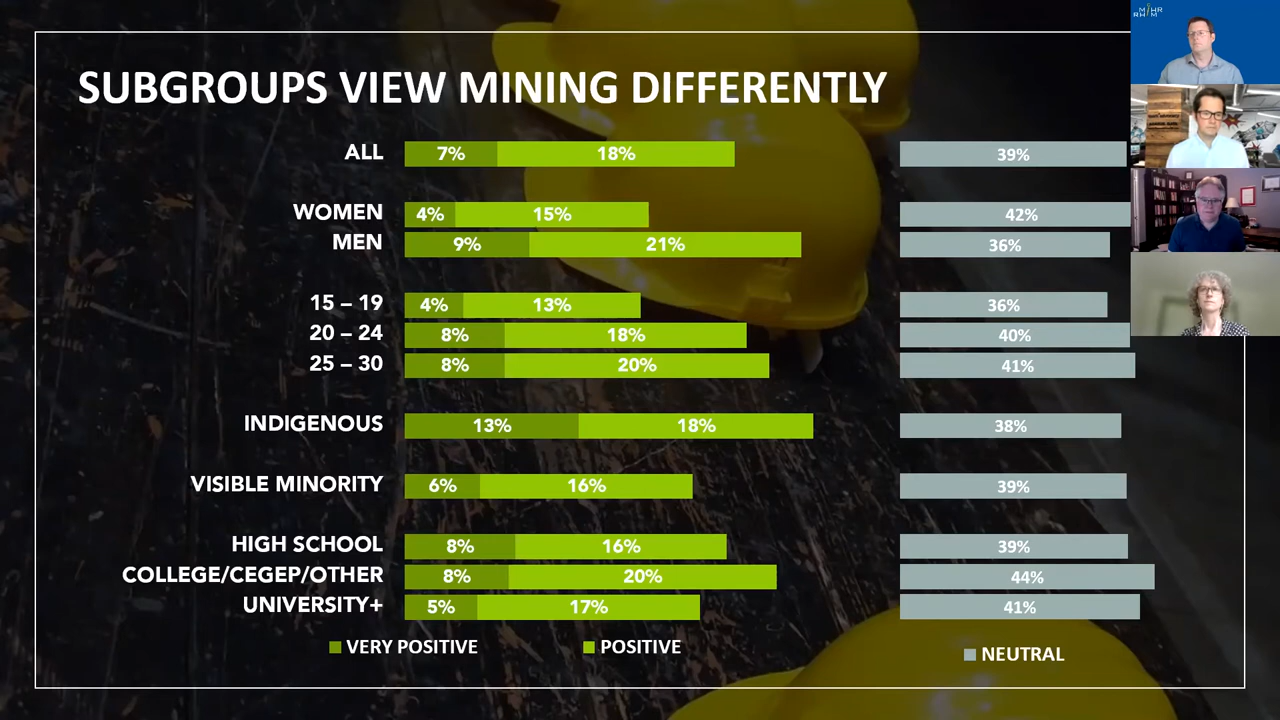 SUBGROUPS VIEW MINING DIFFERENTLY
ALL 7% 18% 39%
WOMEN 4% 15% 42%
MEN 9% 21% 36%
15 – 19 4% 13% 36%
20 – 24 8% 18% 40%
25 – 30 8% 20% 41%
INDIGENOUS 13% 18% 38%
VISIBLE MINORITY 6% 16% 39%
HIGH SCHOOL 8% 16% 39%
COLLEGE/CEGEP/OTHER 8% 20% 44%
UNIVERSITY+ 5% 17% 41%
VERY POSITIVE POSITIVE NEUTRAL
MiHR
RHiM